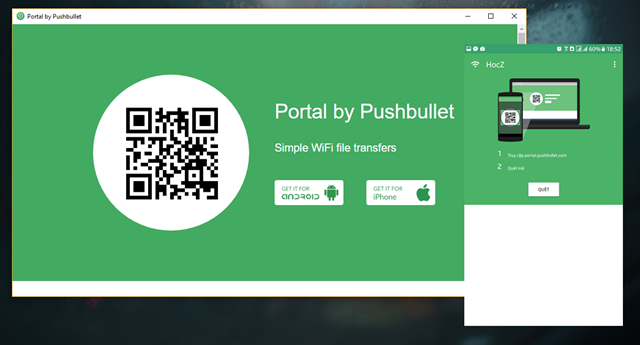 Portal by Pushbullet
Portal by Pushbullet
Simple WiFi file transfers
GET IT FOR
ANDROID
GET IT FOR
iPhone
60% 18:52
HocZ
1 Truy cập portal.pushbullet.com
2 Quét mã
QUÉT